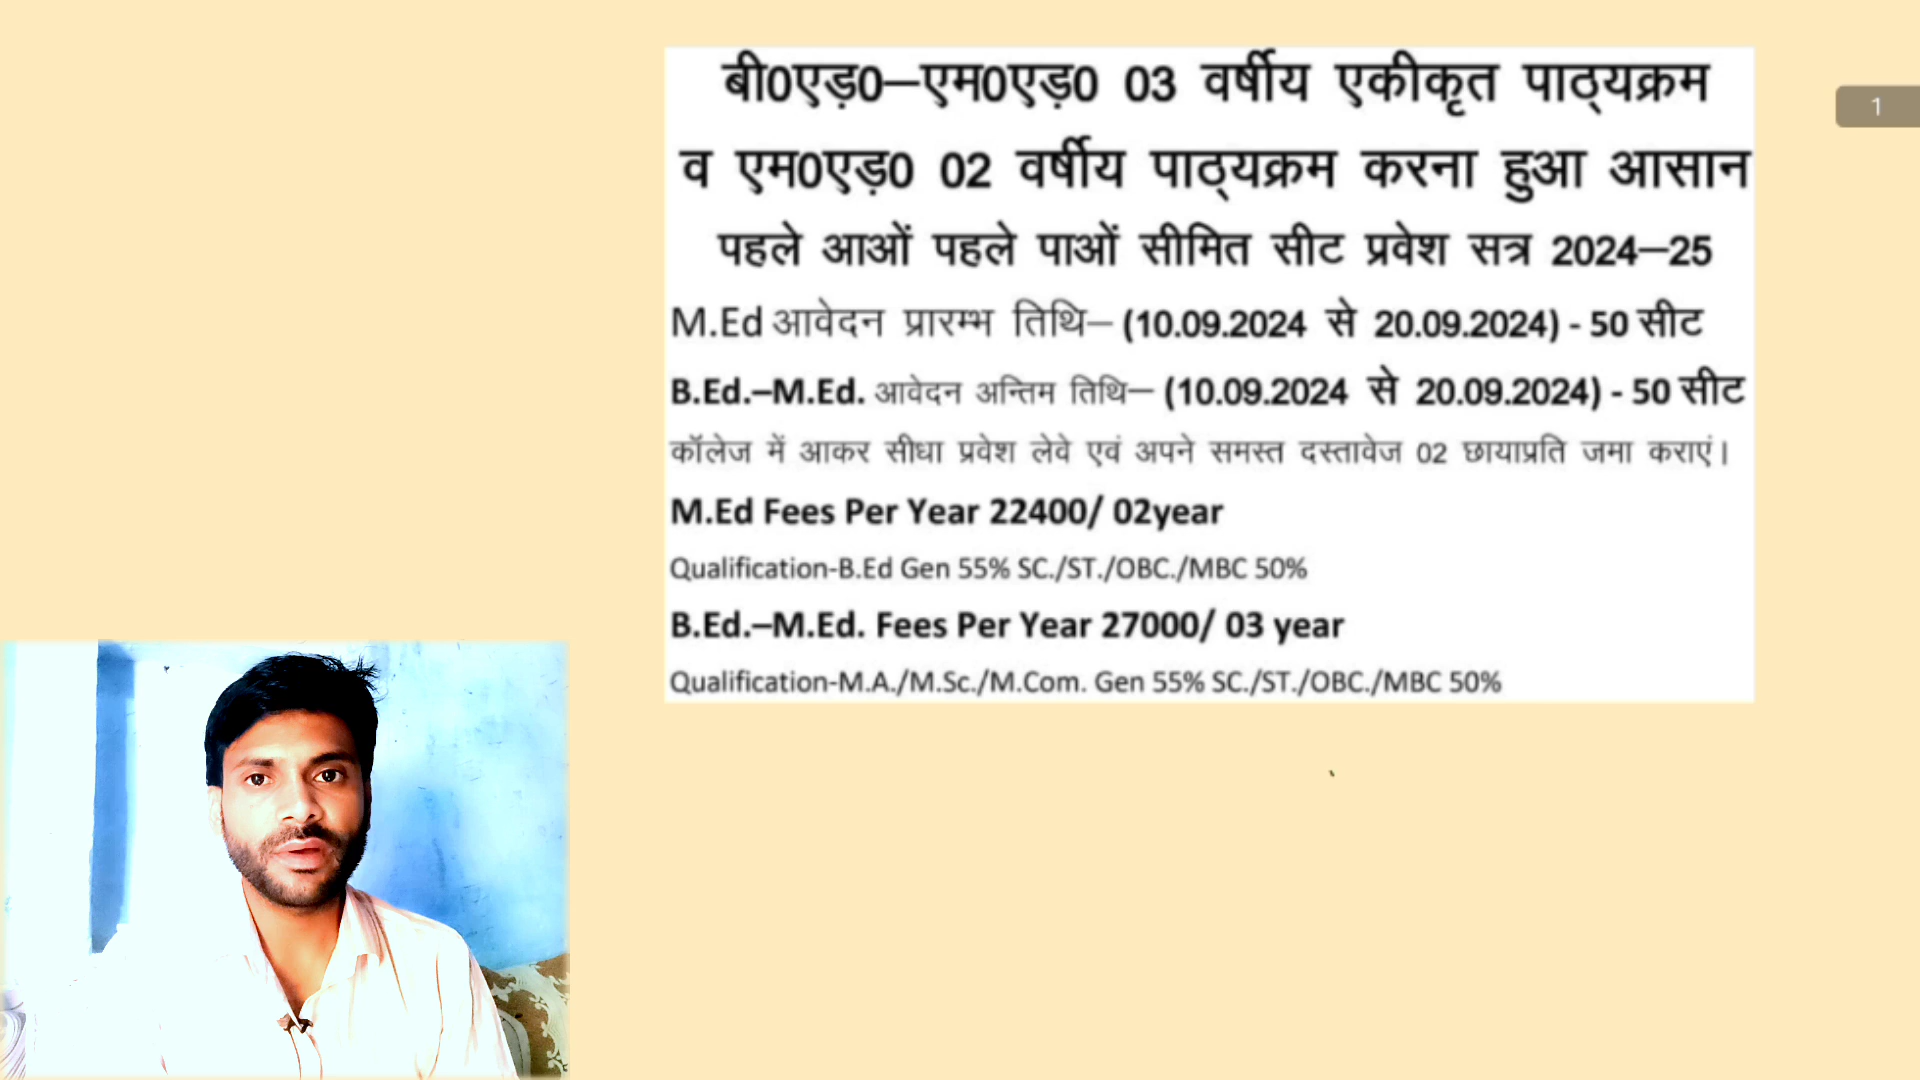 बी0एड़0–एम0एड़0 03 वर्षीय एकीकृत पाठ्यक्रम
1
व एम0एड़0 02 वर्षीय पाठ्यक्रम करना हुआ आसान
पहले आओं पहले पाओं सीमित सीट प्रवेश सत्र 2024–25
M.Ed आवेदन प्रारम्भ तिथि– (10.09.2024 से 20.09.2024) - 50 सीट
B.Ed.–M.Ed. आवेदन अन्तिम तिथि– (10.09.2024 से 20.09.2024) - 50 सीट
कॉलेज में आकर सीधा प्रवेश लेवे एवं अपने समस्त दस्तावेज 02 छायाप्रति जमा कराएं।
M.Ed Fees Per Year 22400/ 02year
Qualification-B.Ed Gen 55% SC./ST./OBC./MBC 50%
B.Ed.–M.Ed. Fees Per Year 27000/ 03 year
Qualification-M.A./M.Sc./M.Com. Gen 55% SC./ST./OBC./MBC 50%